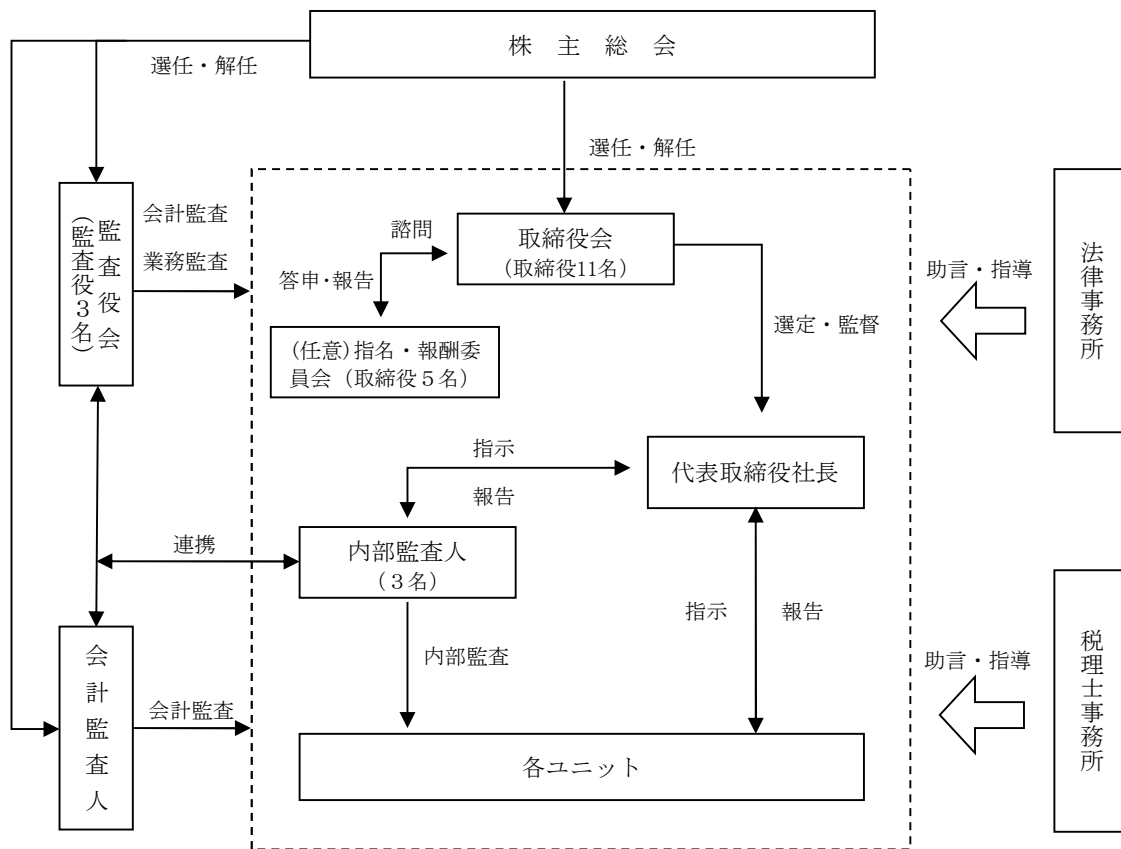 株　主　総　会
選任・解任
選任・解任
監査役会
(監査役３名)
会計監査
業務監査
諮問
取締役会
(取締役11名)
答申・報告
(任意)指名・報酬委
員会（取締役５名）
選定・監督
助言・指導
法律事務所
指示
報告
代表取締役社長
連携
内部監査人
（３名）
指示
報告
内部監査
助言・指導
税理士事務所
会計監査人
会計監査
各ユニット